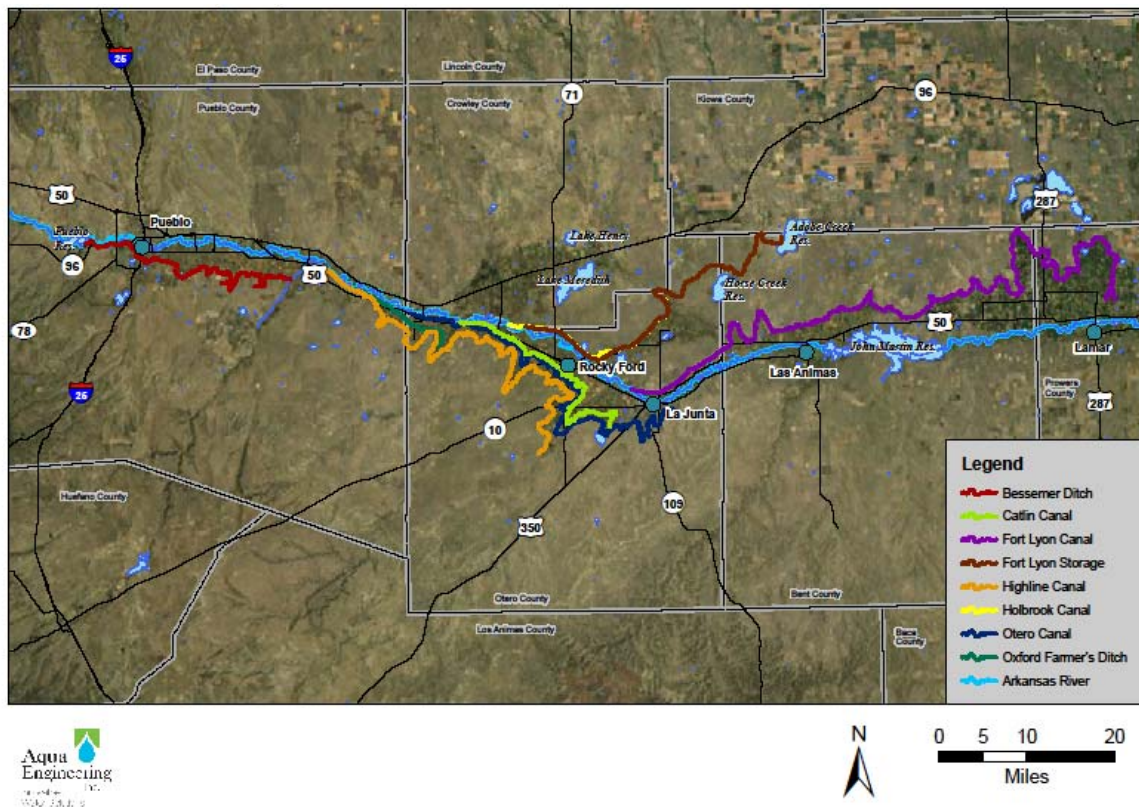 25
El Paso County
Pueblo County
Lincoln County
Crowley County
71
Kiowa County
96
50
287
Pueblo
Pueblo
Res.
96
50
Lake Henry
Adobe Creek
Res.
Lake Meredith
Horse Creek
Res.
78
50
John Martin Res.
Lamar
Las Animas
Rocky Ford
Prowers
County
287
25
La Junta
10
Huerfano County
350
109
Otero County
Los Animas County
Bent County
Baca
County
Legend
Bessemer Ditch
Catlin Canal
Fort Lyon Canal
Fort Lyon Storage
Highline Canal
Holbrook Canal
Otero Canal
Oxford Farmer's Ditch
Arkansas River
Aqua
Engineering
Inc.
N
0 5 10 20
Miles